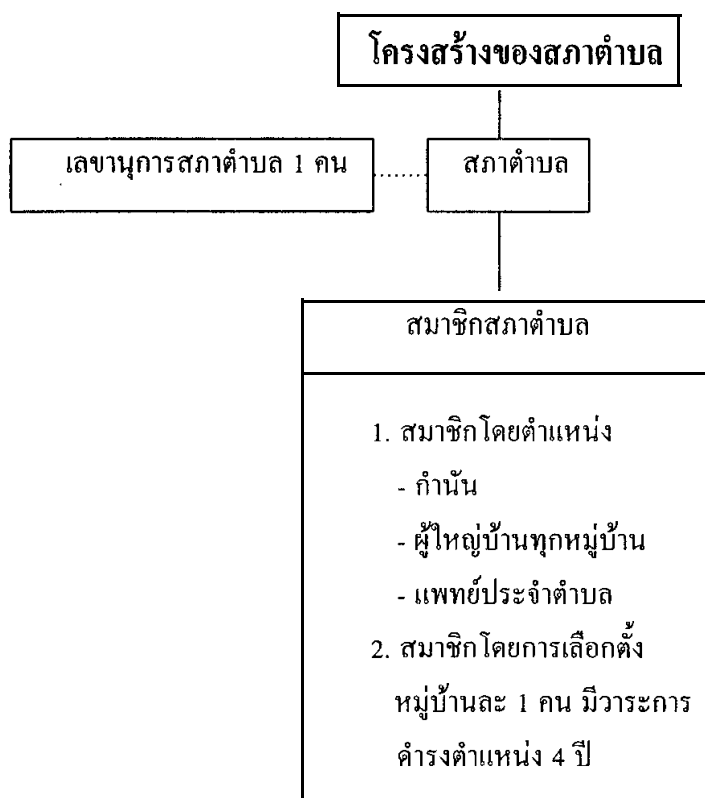 โครงสร้างของสภาตำบล
เลขานุการสภาตำบล 1 คน
สภาตำบล
สมาชิกสภาตำบล
1. สมาชิกโดยตำแหน่ง
- กำนัน
- ผู้ใหญ่บ้านทุกหมู่บ้าน
- แพทย์ประจำตำบล
2. สมาชิกโดยการเลือกตั้ง
หมู่บ้านละ 1 คน มีวาระการ
ดำรงตำแหน่ง 4 ปี